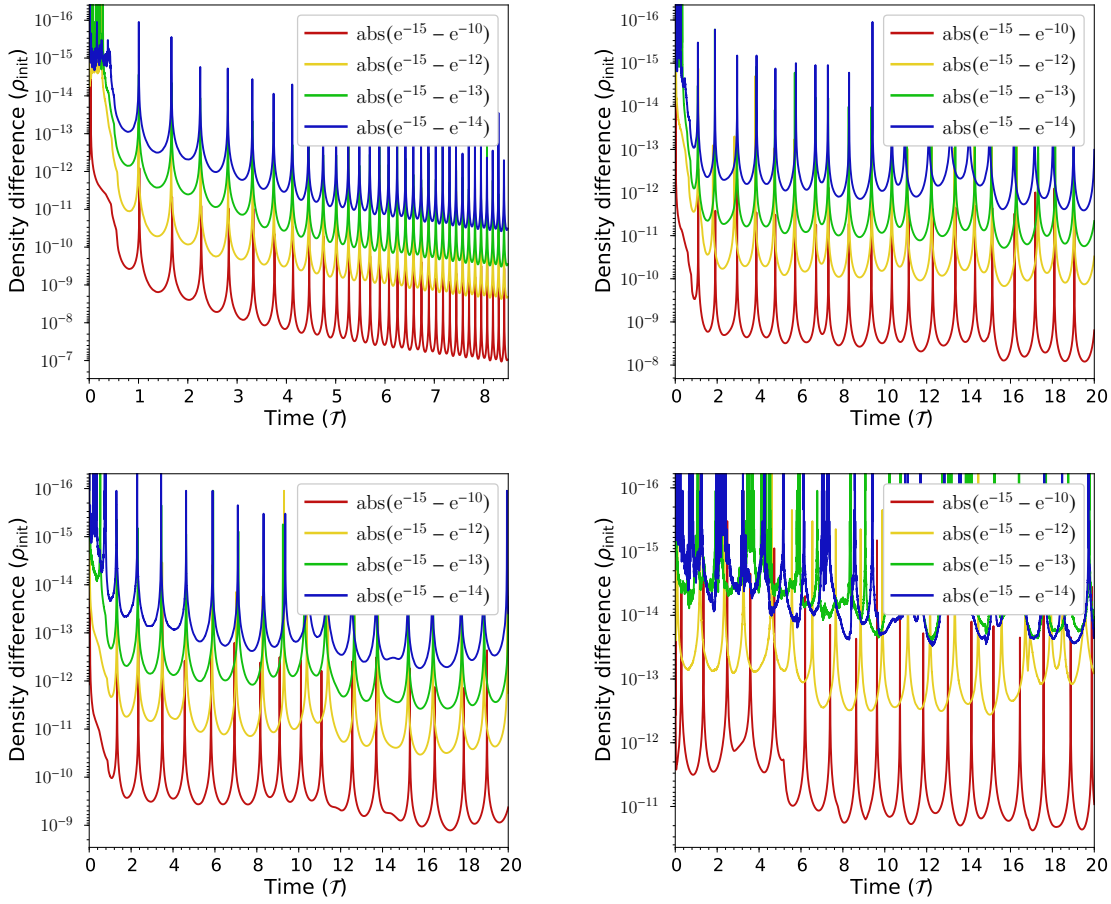 Density difference (ρinit)
10⁻¹⁶
10⁻¹⁵
10⁻¹⁴
10⁻¹³
10⁻¹²
10⁻¹¹
10⁻¹⁰
10⁻⁹
10⁻⁸
10⁻⁷
abs(e⁻¹⁵ − e⁻¹⁰)
abs(e⁻¹⁵ − e⁻¹²)
abs(e⁻¹⁵ − e⁻¹³)
abs(e⁻¹⁵ − e⁻¹⁴)
0 1 2 3 4 5 6 7 8
Time (𝒯)
Density difference (ρinit)
10⁻¹⁶
10⁻¹⁵
10⁻¹⁴
10⁻¹³
10⁻¹²
10⁻¹¹
10⁻¹⁰
10⁻⁹
10⁻⁸
abs(e⁻¹⁵ − e⁻¹⁰)
abs(e⁻¹⁵ − e⁻¹²)
abs(e⁻¹⁵ − e⁻¹³)
abs(e⁻¹⁵ − e⁻¹⁴)
0 2 4 6 8 10 12 14 16 18 20
Time (𝒯)
Density difference (ρinit)
10⁻¹⁶
10⁻¹⁵
10⁻¹⁴
10⁻¹³
10⁻¹²
10⁻¹¹
10⁻¹⁰
10⁻⁹
abs(e⁻¹⁵ − e⁻¹⁰)
abs(e⁻¹⁵ − e⁻¹²)
abs(e⁻¹⁵ − e⁻¹³)
abs(e⁻¹⁵ − e⁻¹⁴)
0 2 4 6 8 10 12 14 16 18 20
Time (𝒯)
Density difference (ρinit)
10⁻¹⁶
10⁻¹⁵
10⁻¹⁴
10⁻¹³
10⁻¹²
10⁻¹¹
abs(e⁻¹⁵ − e⁻¹⁰)
abs(e⁻¹⁵ − e⁻¹²)
abs(e⁻¹⁵ − e⁻¹³)
abs(e⁻¹⁵ − e⁻¹⁴)
0 2 4 6 8 10 12 14 16 18 20
Time (𝒯)